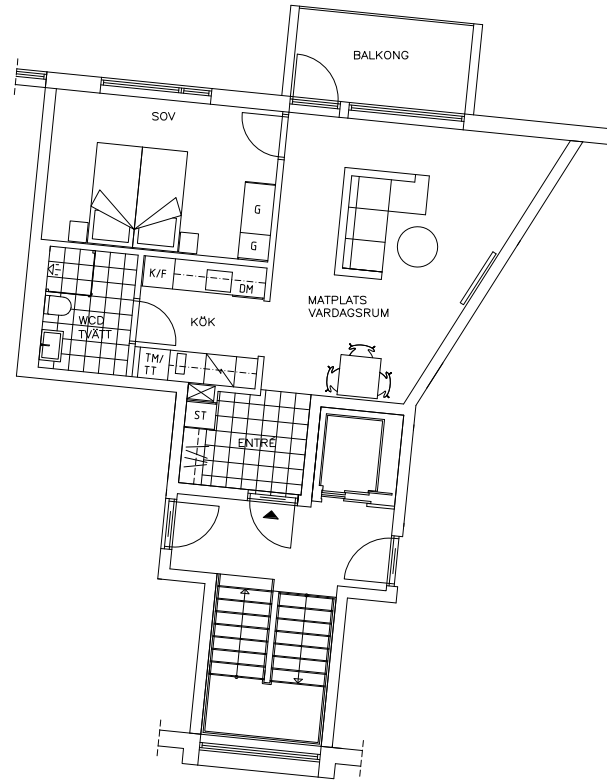 BALKONG
SOV
G
G
K/F
DM
MATPLATS
VARDAGSRUM
WCD
TVÄTT
KÖK
TM/
TT
ST
ENTRÉ